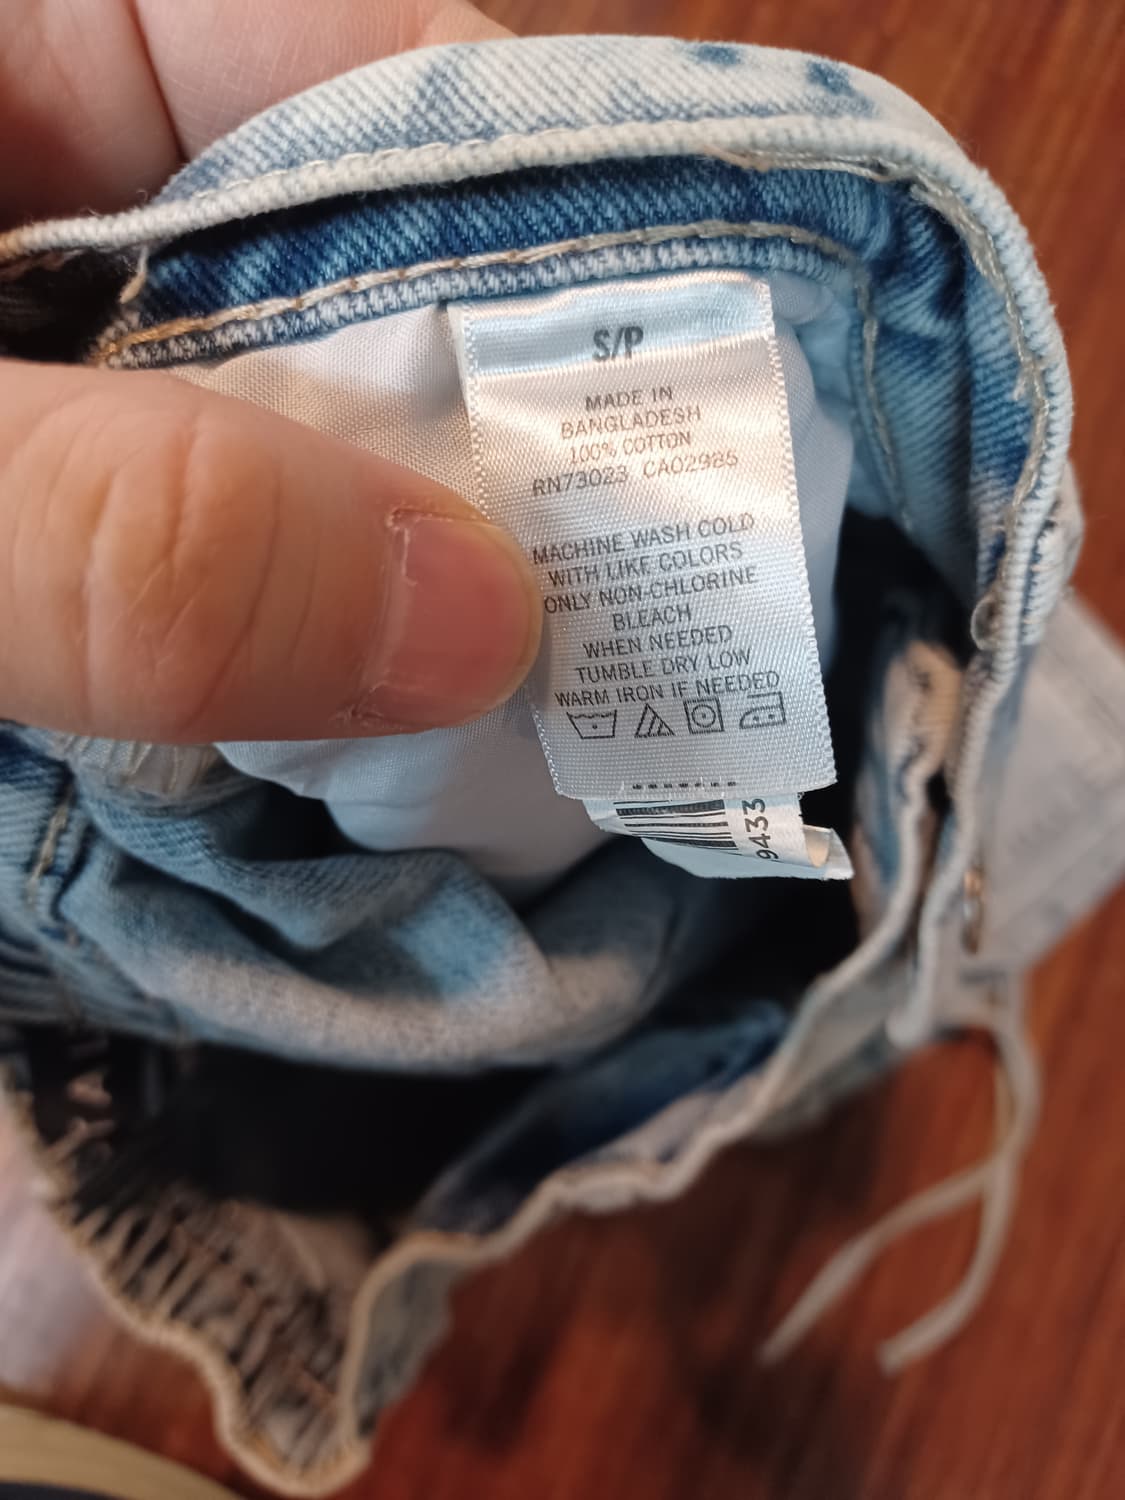 S/P
MADE IN
BANGLADESH
100% COTTON
RN73023 CA02985
MACHINE WASH COLD
WITH LIKE COLORS
ONLY NON-CHLORINE
BLEACH
WHEN NEEDED
TUMBLE DRY LOW
WARM IRON IF NEEDED
9433